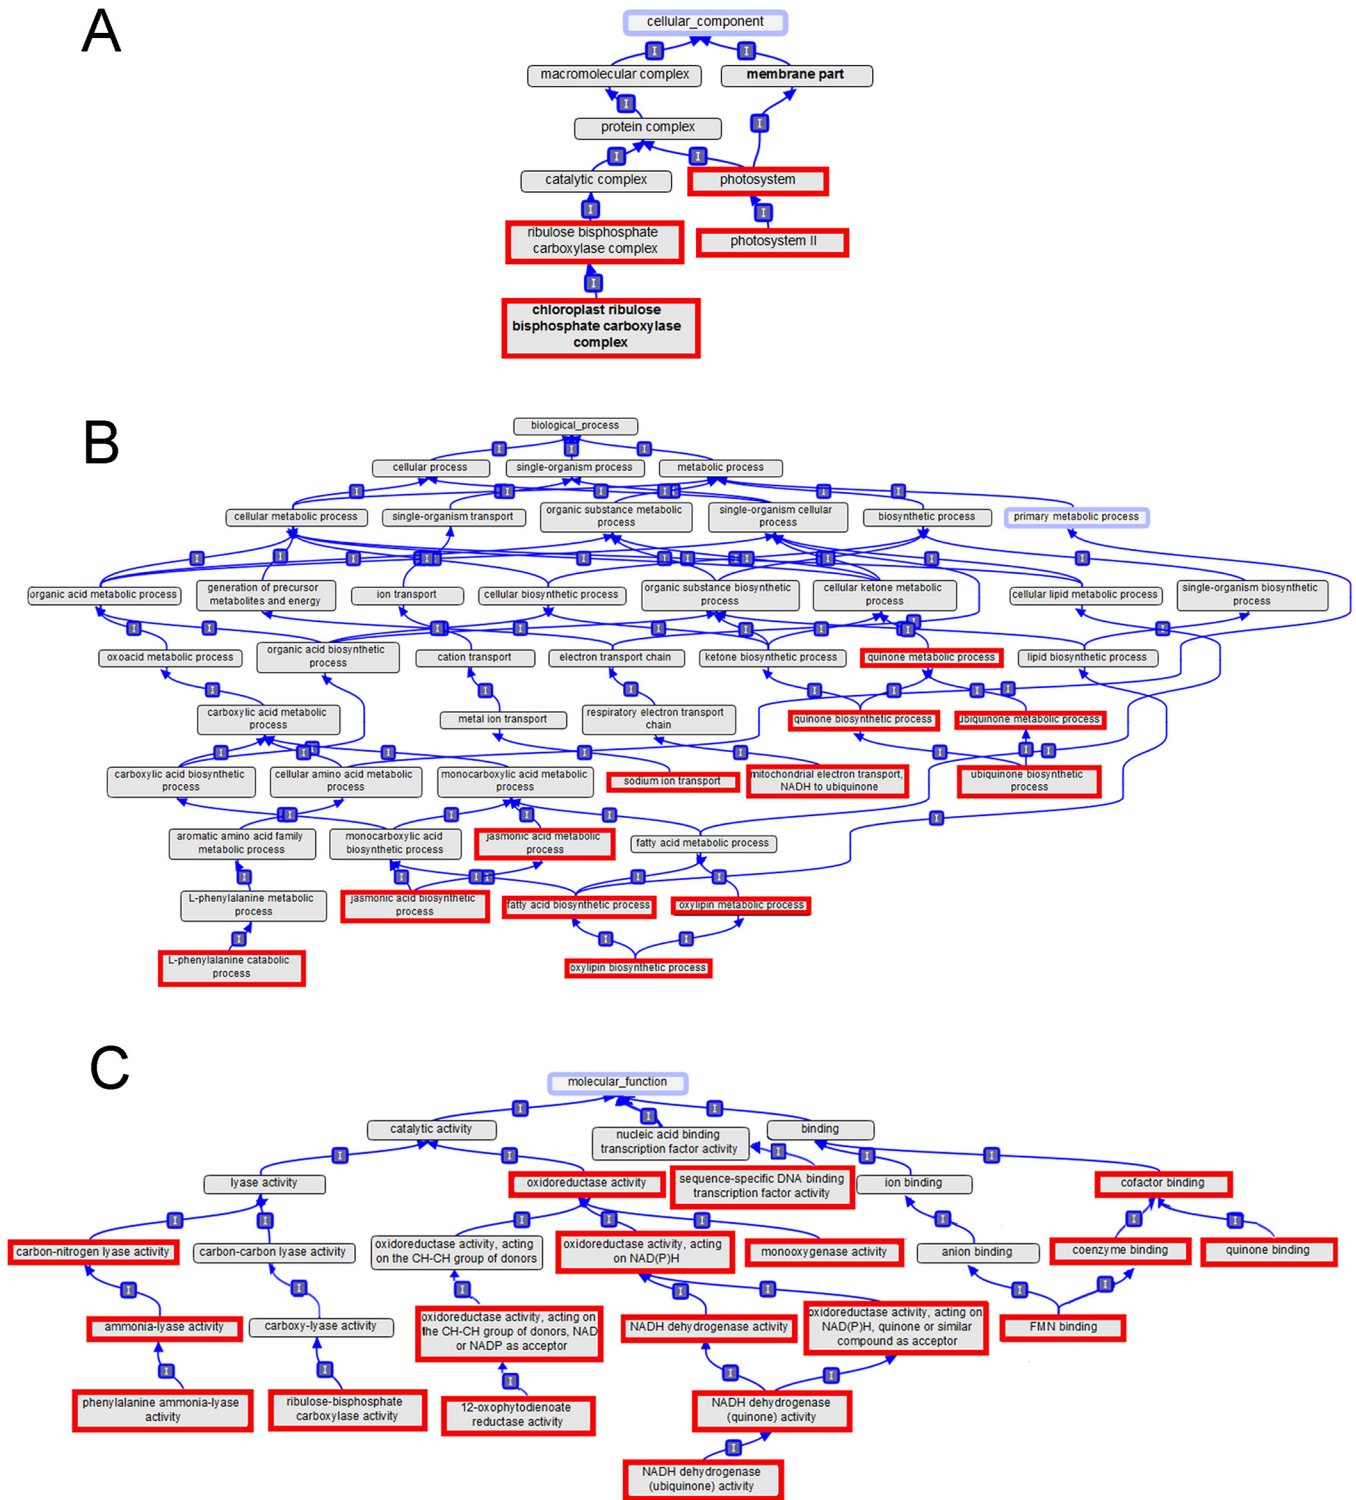 A
cellular_component
I
I
macromolecular complex
membrane part
I
I
protein complex
I
I
catalytic complex
photosystem
I
I
ribulose bisphosphate
carboxylase complex
photosystem II
I
chloroplast ribulose
bisphosphate carboxylase
complex
B
biological_process
I I I
cellular process
single-organism process
metabolic process
I I I I I I
cellular metabolic process
single-organism transport
organic substance metabolic
process
single-organism cellular
process
biosynthetic process
primary metabolic process
organic acid metabolic process
generation of precursor
metabolites and energy
ion transport
cellular biosynthetic process
organic substance biosynthetic
process
cellular ketone metabolic
process
cellular lipid metabolic process
single-organism biosynthetic
process
oxoacid metabolic process
organic acid biosynthetic
process
cation transport
electron transport chain
ketone biosynthetic process
quinone metabolic process
lipid biosynthetic process
carboxylic acid metabolic
process
metal ion transport
respiratory electron transport
chain
quinone biosynthetic process
ubiquinone metabolic process
carboxylic acid biosynthetic
process
cellular amino acid metabolic
process
monocarboxylic acid metabolic
process
sodium ion transport
mitochondrial electron transport,
NADH to ubiquinone
ubiquinone biosynthetic
process
aromatic amino acid family
metabolic process
monocarboxylic acid
biosynthetic process
jasmonic acid metabolic
process
fatty acid metabolic process
L-phenylalanine metabolic
process
jasmonic acid biosynthetic
process
fatty acid biosynthetic process
oxylipin metabolic process
L-phenylalanine catabolic
process
oxylipin biosynthetic process
C
molecular_function
I I I
catalytic activity
nucleic acid binding
transcription factor activity
binding
I I I I I
lyase activity
oxidoreductase activity
sequence-specific DNA binding
transcription factor activity
ion binding
cofactor binding
I I I I I I I I
carbon-nitrogen lyase activity
carbon-carbon lyase activity
oxidoreductase activity, acting
on the CH-CH group of donors
oxidoreductase activity, acting
on NAD(P)H
monooxygenase activity
anion binding
coenzyme binding
quinone binding
I I I I I I I
ammonia-lyase activity
carboxy-lyase activity
oxidoreductase activity, acting on
the CH-CH group of donors, NAD
or NADP as acceptor
NADH dehydrogenase activity
oxidoreductase activity, acting on
NAD(P)H, quinone or similar
compound as acceptor
FMN binding
I I I I I
phenylalanine ammonia-lyase
activity
ribulose-bisphosphate
carboxylase activity
12-oxophytodienoate
reductase activity
NADH dehydrogenase
(quinone) activity
I
NADH dehydrogenase
(ubiquinone) activity